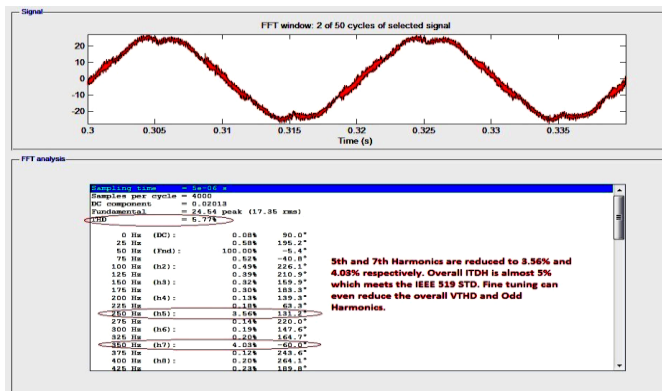 Signal
FFT window: 2 of 50 cycles of selected signal
20
10
0
-10
-20
0.3 0.305 0.31 0.315 0.32 0.325 0.33 0.335
Time (s)
FFT analysis
Sampling time = 5e-06 s
Samples per cycle = 4000
DC component = 0.02013
Fundamental = 24.54 peak (17.35 rms)
THD = 5.77%
0 Hz (DC): 0.08% 90.0°
25 Hz 0.58% 195.2°
50 Hz (Fnd): 100.00% -5.4°
75 Hz 0.52% -40.8°
100 Hz (h2): 0.49% 226.1°
125 Hz 0.39% 210.9°
150 Hz (h3): 0.32% 159.9°
175 Hz 0.30% 183.3°
200 Hz (h4): 0.13% 139.3°
225 Hz 0.18% 63.3°
250 Hz (h5): 3.56% 131.2°
275 Hz 0.14% 220.0°
300 Hz (h6): 0.19% 147.6°
325 Hz 0.20% 164.7°
350 Hz (h7): 4.03% -60.0°
375 Hz 0.12% 243.6°
400 Hz (h8): 0.20% 264.1°
425 Hz 0.23% 189.8°
5th and 7th Harmonics are reduced to 3.56% and
4.03% respectively. Overall ITDH is almost 5%
which meets the IEEE 519 STD. Fine tuning can
even reduce the overall VTHD and Odd
Harmonics.